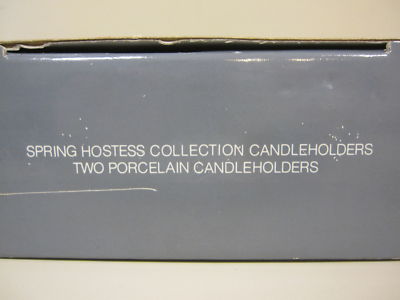 SPRING HOSTESS COLLECTION CANDLEHOLDERS
TWO PORCELAIN CANDLEHOLDERS